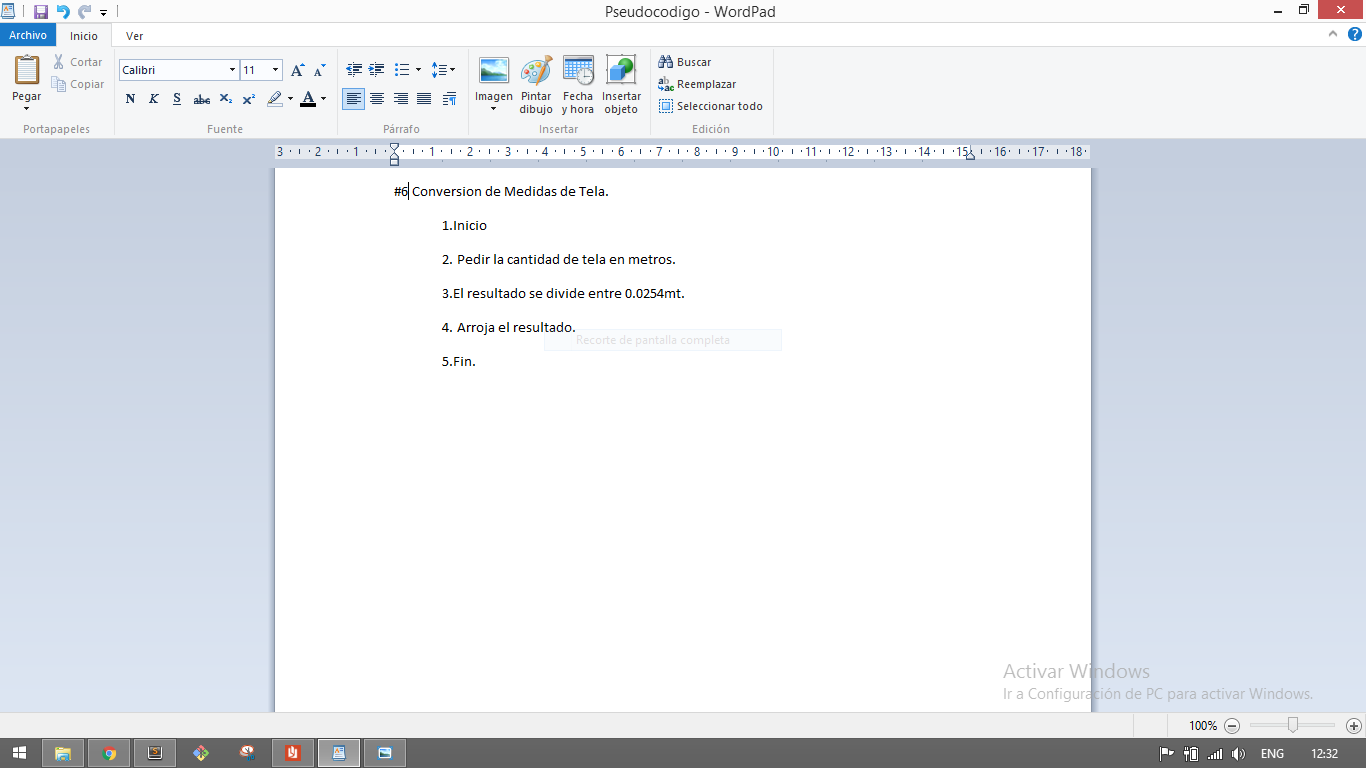 Pseudocodigo - WordPad
Archivo Inicio Ver
Pegar
Cortar
Copiar
Portapapeles
Calibri 11
N K S abc X₂ X² A
Fuente
Párrafo
Imagen
Pintar dibujo
Fecha y hora
Insertar objeto
Insertar
Buscar
Reemplazar
Seleccionar todo
Edición
3 2 1 1 2 3 4 5 6 7 8 9 10 11 12 13 14 15 16 17 18
#6 Conversion de Medidas de Tela.
1.Inicio
2. Pedir la cantidad de tela en metros.
3.El resultado se divide entre 0.0254mt.
4. Arroja el resultado.
Recorte de pantalla completa
5.Fin.
Activar Windows
Ir a Configuración de PC para activar Windows.
100%
ENG 12:32